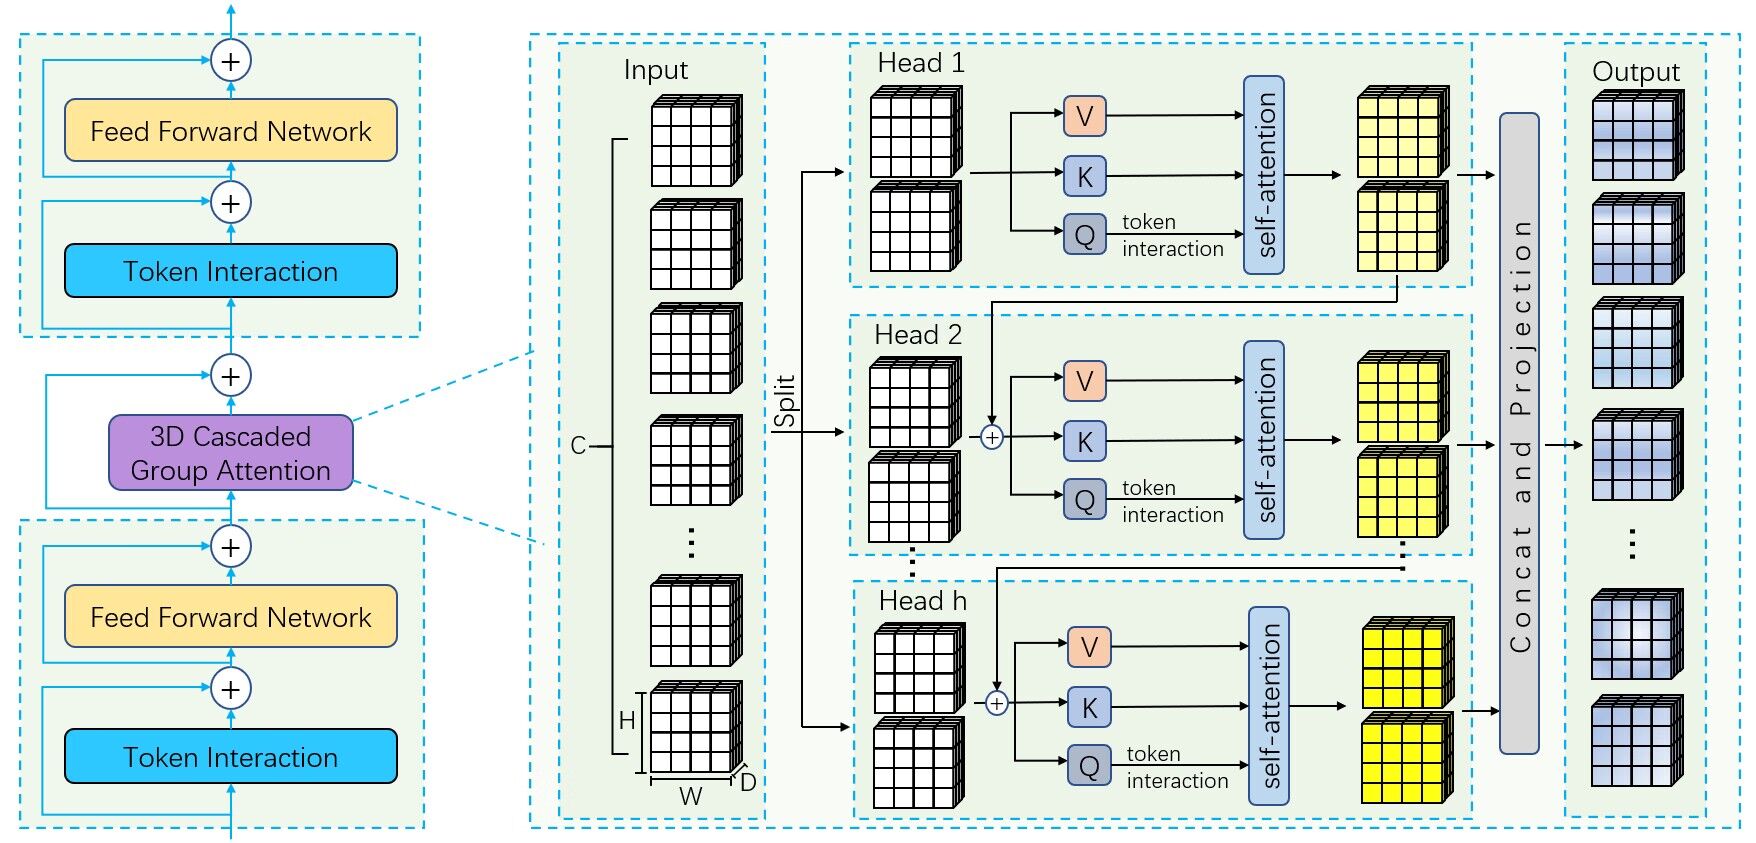 +
Feed Forward Network
+
Token Interaction
+
3D Cascaded
Group Attention
+
Feed Forward Network
+
Token Interaction
Input
C
...
H
W
D
Split
Head 1
V
K
Q
token
interaction
self-attention
Head 2
+
V
K
Q
token
interaction
self-attention
...
...
Head h
+
V
K
Q
token
interaction
self-attention
Concat and Projection
Output
...